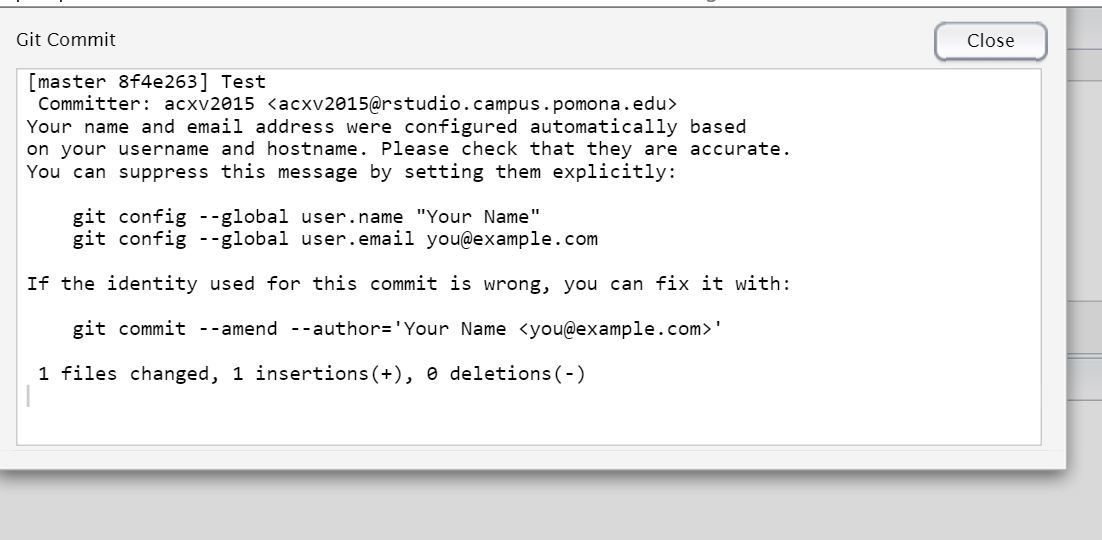 Git Commit
Close
[master 8f4e263] Test
 Committer: acxv2015 <acxv2015@rstudio.campus.pomona.edu>
Your name and email address were configured automatically based
on your username and hostname. Please check that they are accurate.
You can suppress this message by setting them explicitly:
    git config --global user.name "Your Name"
    git config --global user.email you@example.com
If the identity used for this commit is wrong, you can fix it with:
    git commit --amend --author='Your Name <you@example.com>'
 1 files changed, 1 insertions(+), 0 deletions(-)